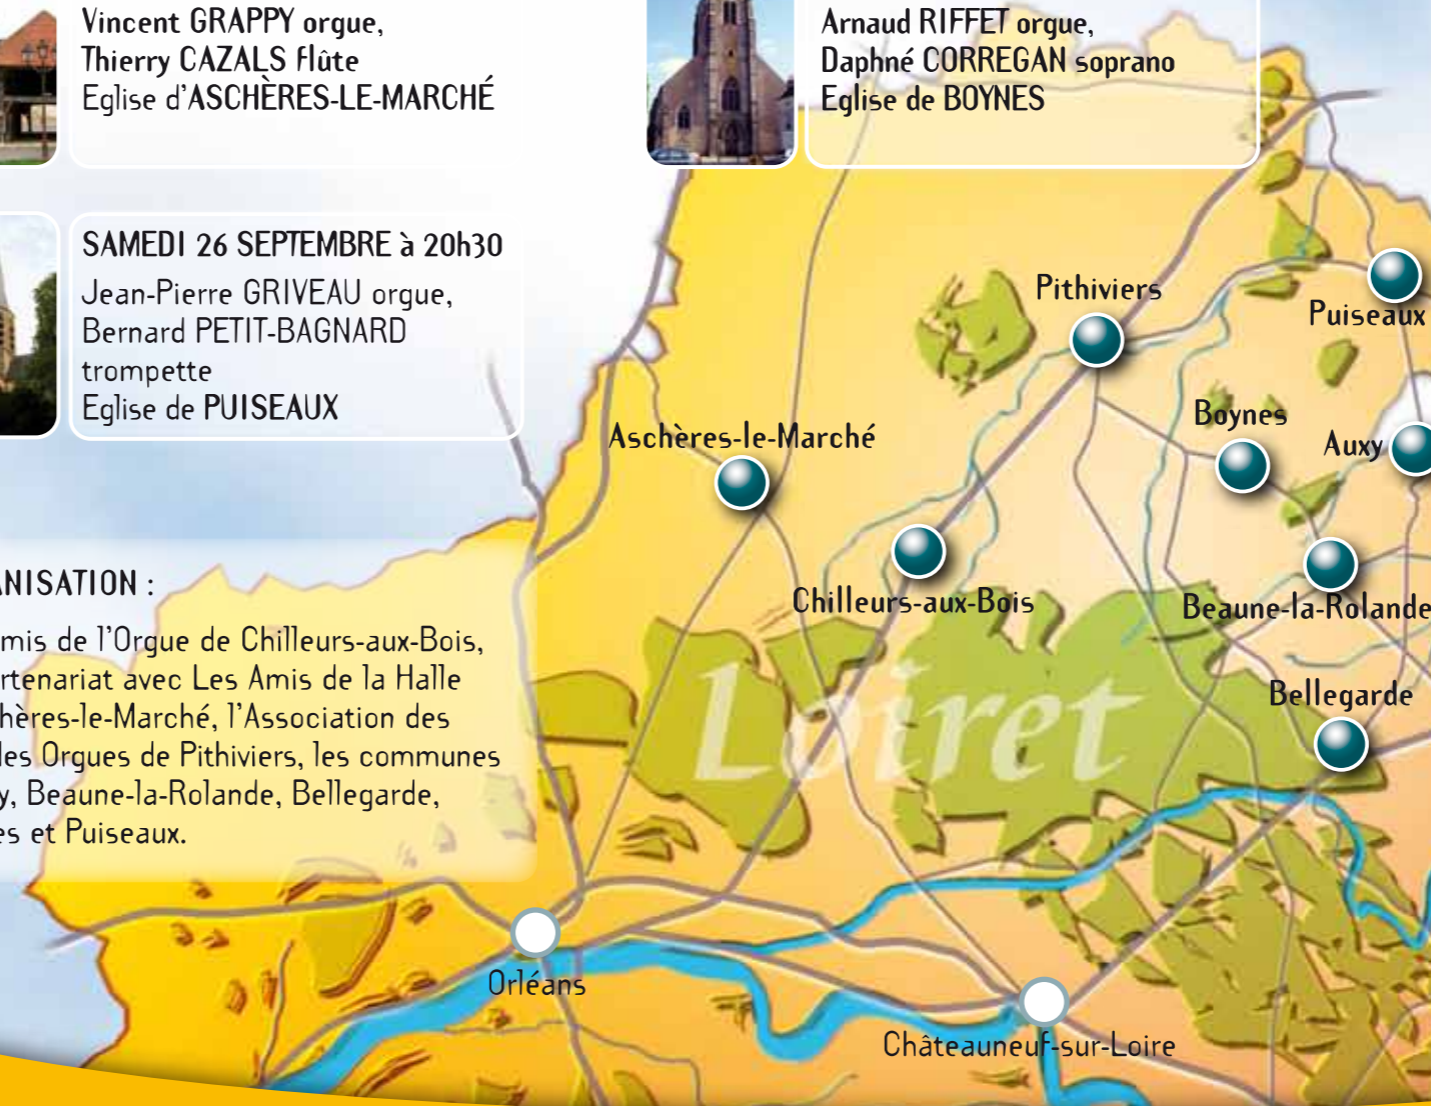 Vincent GRAPPY orgue,
Thierry CAZALS flûte
Eglise d'ASCHÈRES-LE-MARCHÉ
Arnaud RIFFET orgue,
Daphné CORREGAN soprano
Eglise de BOYNES
SAMEDI 26 SEPTEMBRE à 20h30
Jean-Pierre GRIVEAU orgue,
Bernard PETIT-BAGNARD
trompette
Eglise de PUISEAUX
ANISATION :
mis de l'Orgue de Chilleurs-aux-Bois,
rtenariat avec Les Amis de la Halle
hères-le-Marché, l'Association des
des Orgues de Pithiviers, les communes
y, Beaune-la-Rolande, Bellegarde,
es et Puiseaux.
Pithiviers
Puiseaux
Boynes
Auxy
Aschères-le-Marché
Chilleurs-aux-Bois
Beaune-la-Rolande
Loiret
Bellegarde
Orléans
Châteauneuf-sur-Loire